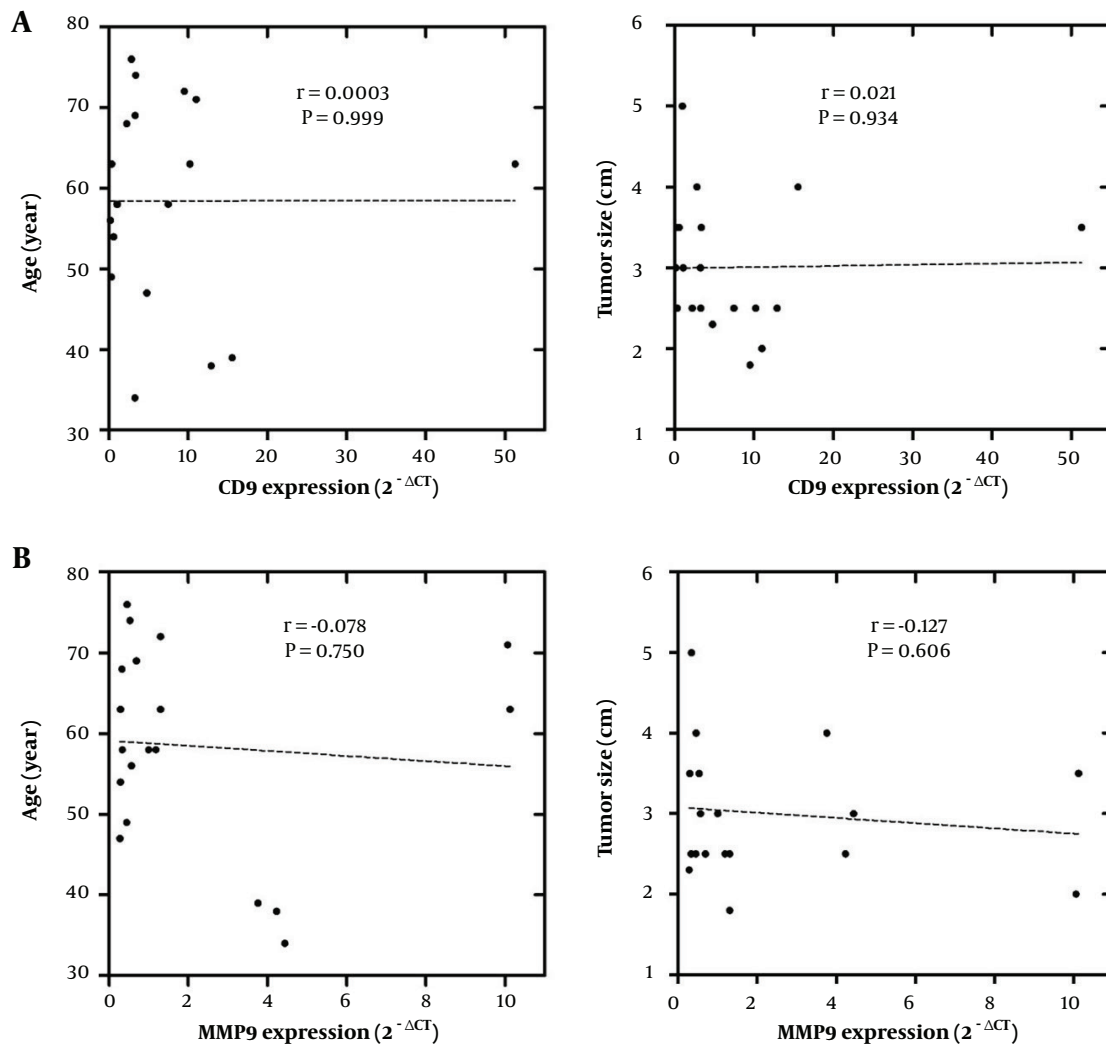 A
80
70
60
50
40
30
Age (year)
r = 0.0003
P = 0.999
0 10 20 30 40 50
CD9 expression (2 - ΔCT)
6
5
4
3
2
1
Tumor size (cm)
r = 0.021
P = 0.934
0 10 20 30 40 50
CD9 expression (2 - ΔCT)
B
80
70
60
50
40
30
Age (year)
r = -0.078
P = 0.750
0 2 4 6 8 10
MMP9 expression (2 - ΔCT)
6
5
4
3
2
1
Tumor size (cm)
r = -0.127
P = 0.606
0 2 4 6 8 10
MMP9 expression (2 - ΔCT)